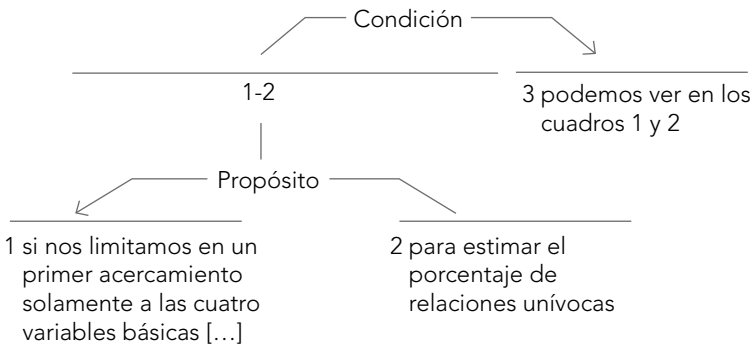 Condición
1-2
3 podemos ver en los
cuadros 1 y 2
Propósito
1 si nos limitamos en un
primer acercamiento
solamente a las cuatro
variables básicas […]
2 para estimar el
porcentaje de
relaciones unívocas